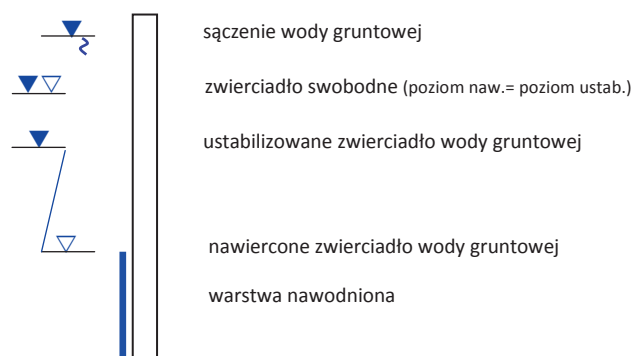 sączenie wody gruntowej
zwierciadło swobodne (poziom naw.= poziom ustab.)
ustabilizowane zwierciadło wody gruntowej
nawiercone zwierciadło wody gruntowej
warstwa nawodniona